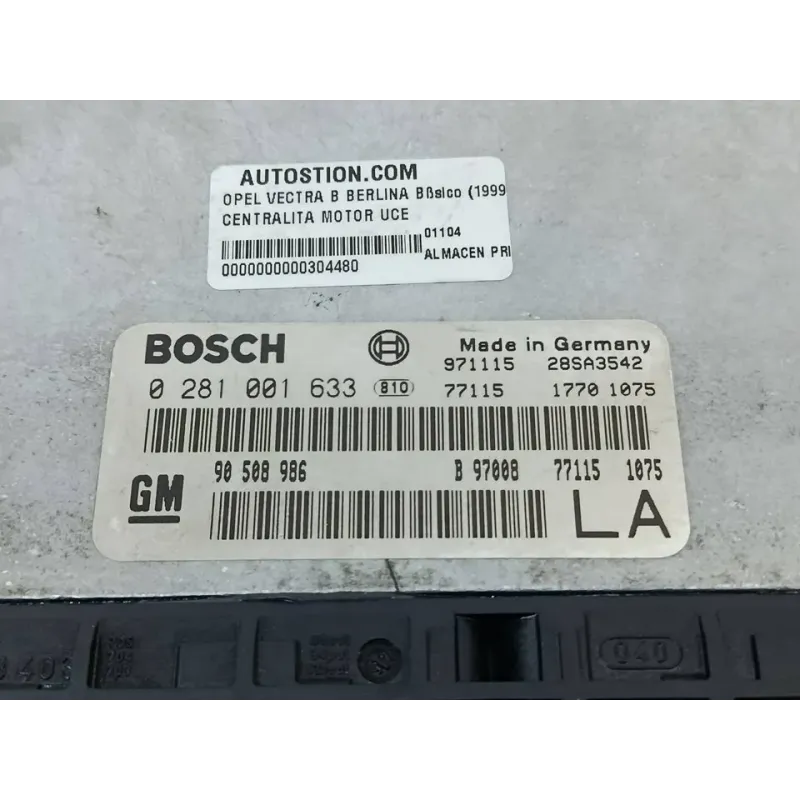 AUTOSTION.COM
OPEL VECTRA B BERLINA Bßsico (1999
CENTRALITA MOTOR UCE
01104
0000000000304480
ALMACEN PRI
BOSCH
Made in Germany
971115 28SA3542
0 281 001 633 810 77115 1770 1075
GM
90 508 986 B 97008 77115 1075
LA
040